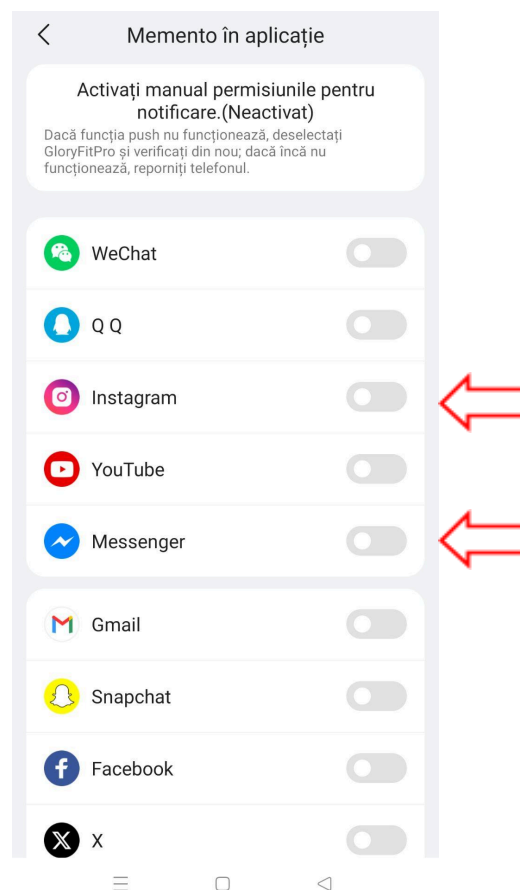 Memento în aplicație
Activați manual permisiunile pentru
notificare.(Neactivat)
Dacă funcția push nu funcționează, deselectați
GloryFitPro și verificați din nou; dacă încă nu
funcționează, reporniți telefonul.
WeChat
Q Q
Instagram
YouTube
Messenger
Gmail
Snapchat
Facebook
X